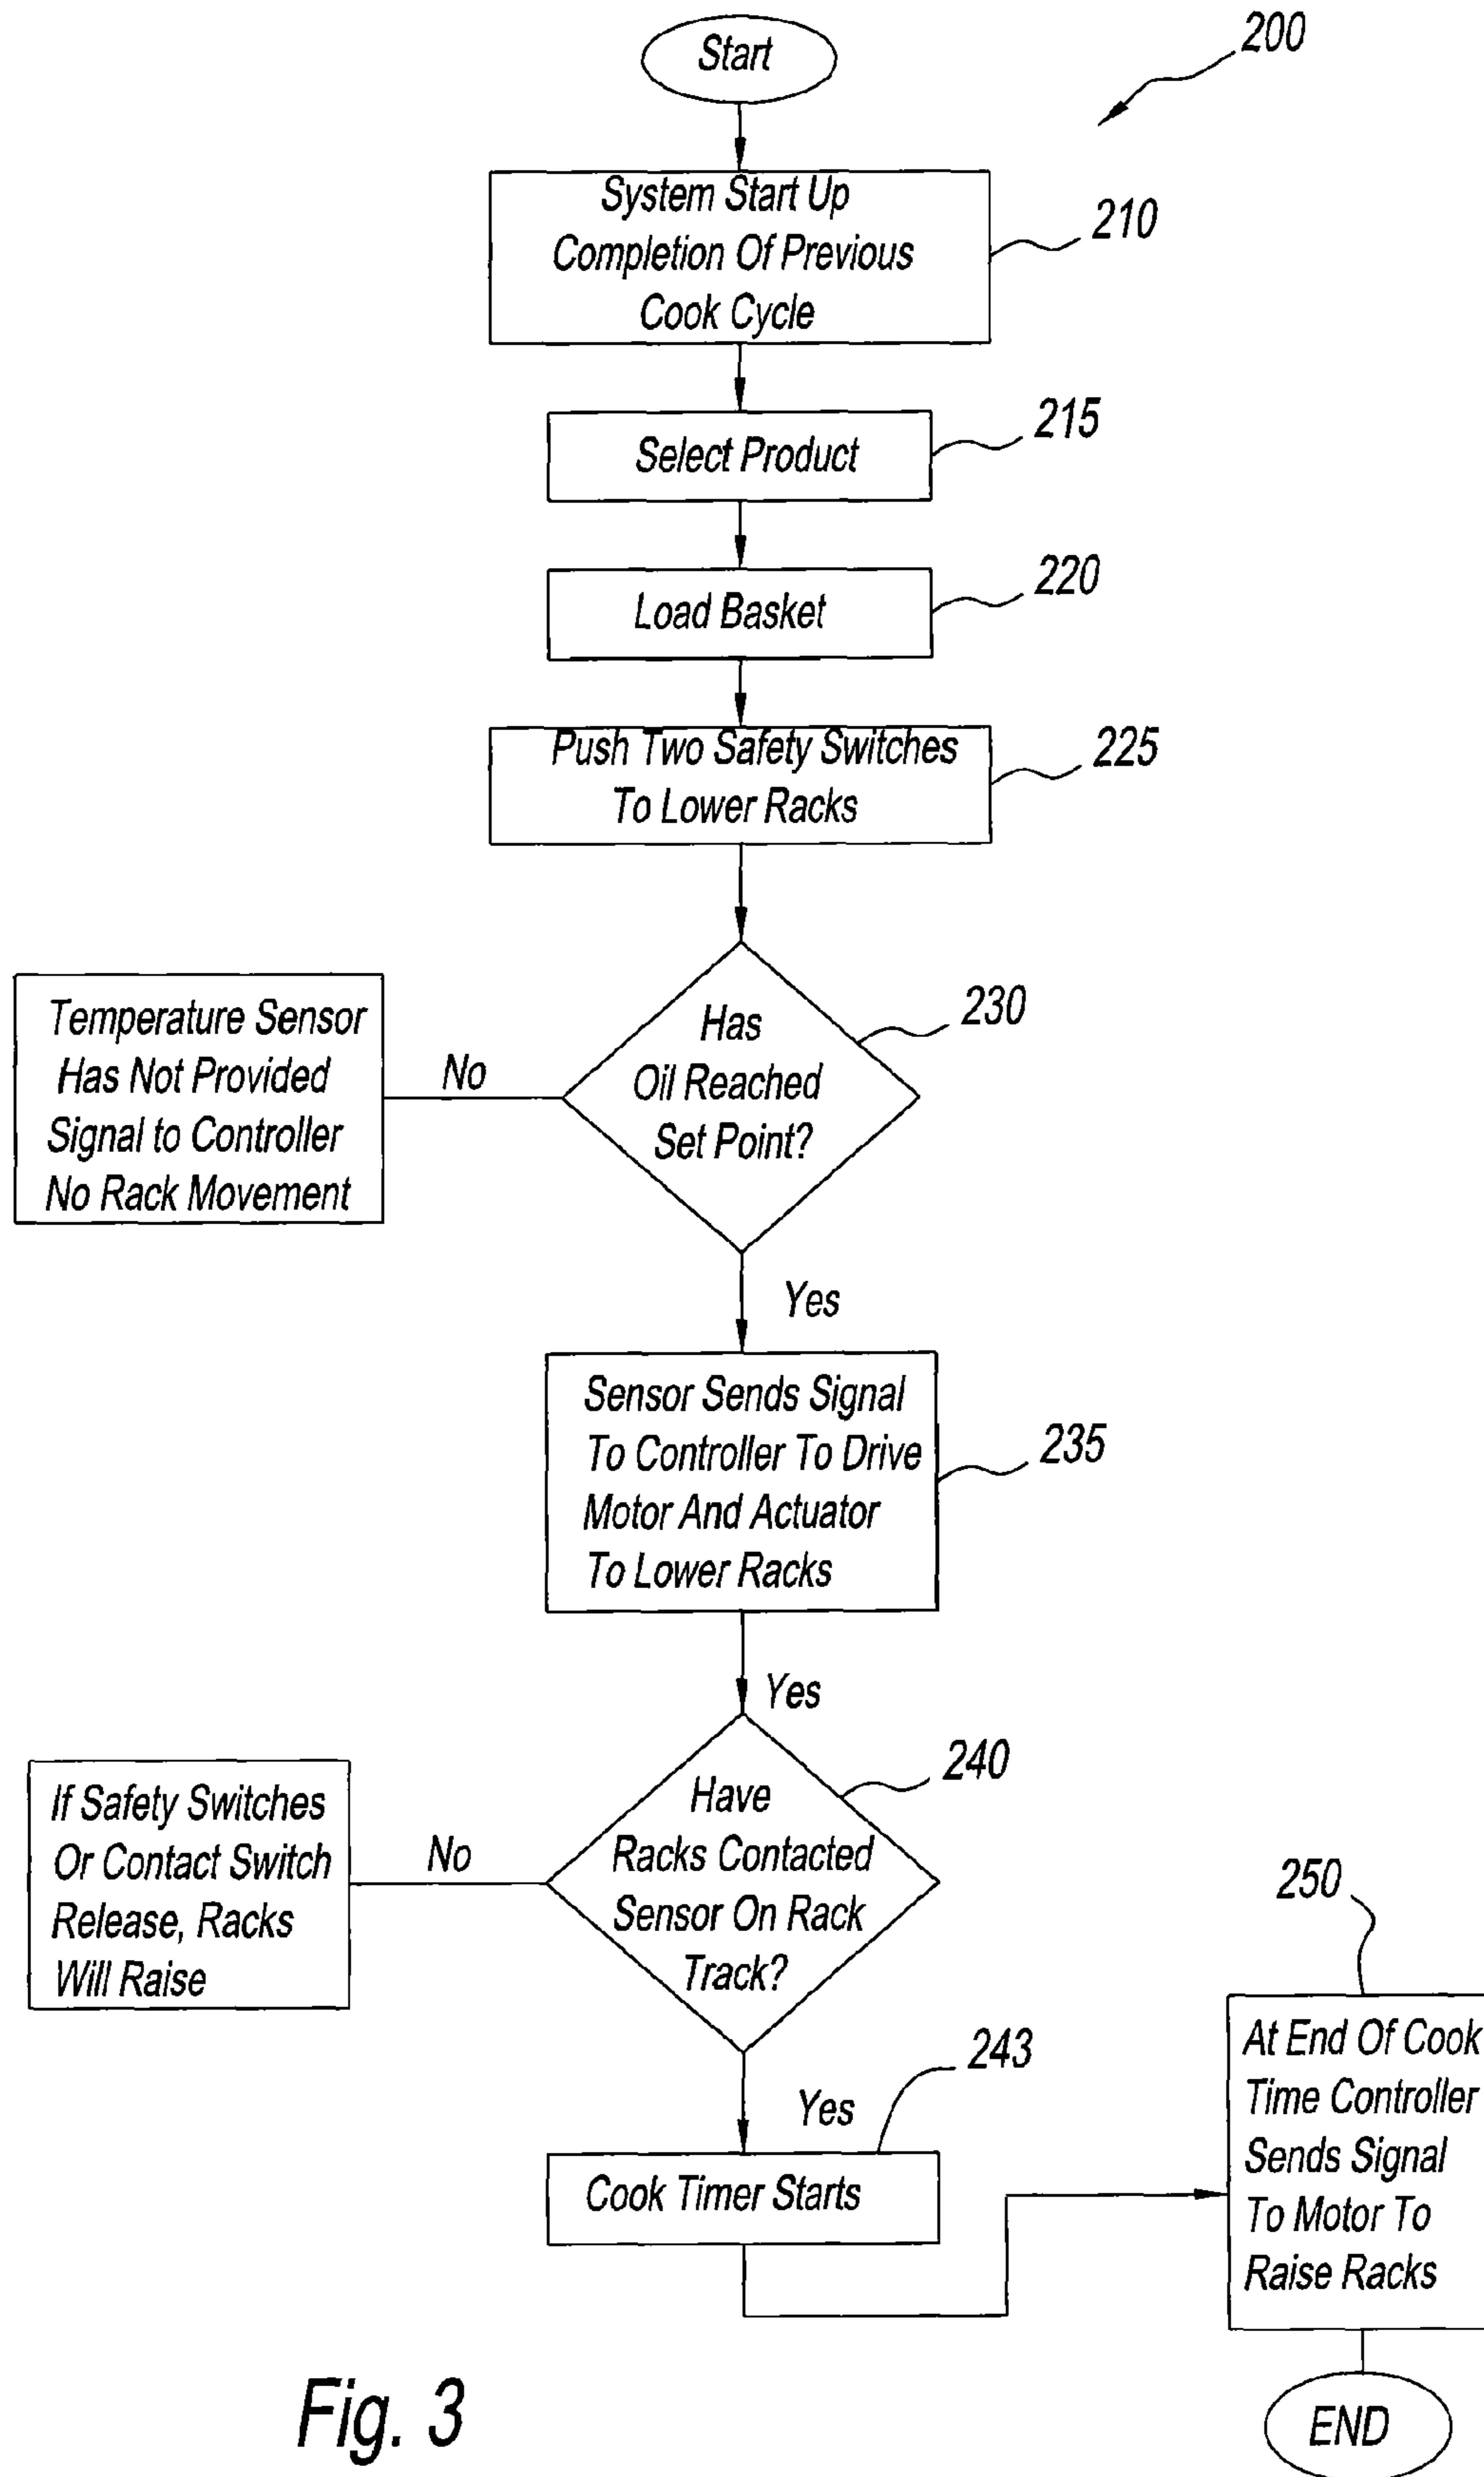 Start
200
System Start Up
Completion Of Previous
Cook Cycle
210
Select Product
215
Load Basket
220
Push Two Safety Switches
To Lower Racks
225
Has
Oil Reached
Set Point?
230
No
Temperature Sensor
Has Not Provided
Signal to Controller
No Rack Movement
Yes
Sensor Sends Signal
To Controller To Drive
Motor And Actuator
To Lower Racks
235
Yes
Have
Racks Contacted
Sensor On Rack
Track?
240
No
If Safety Switches
Or Contact Switch
Release, Racks
Will Raise
Yes
Cook Timer Starts
243
250
At End Of Cook
Time Controller
Sends Signal
To Motor To
Raise Racks
END
Fig. 3